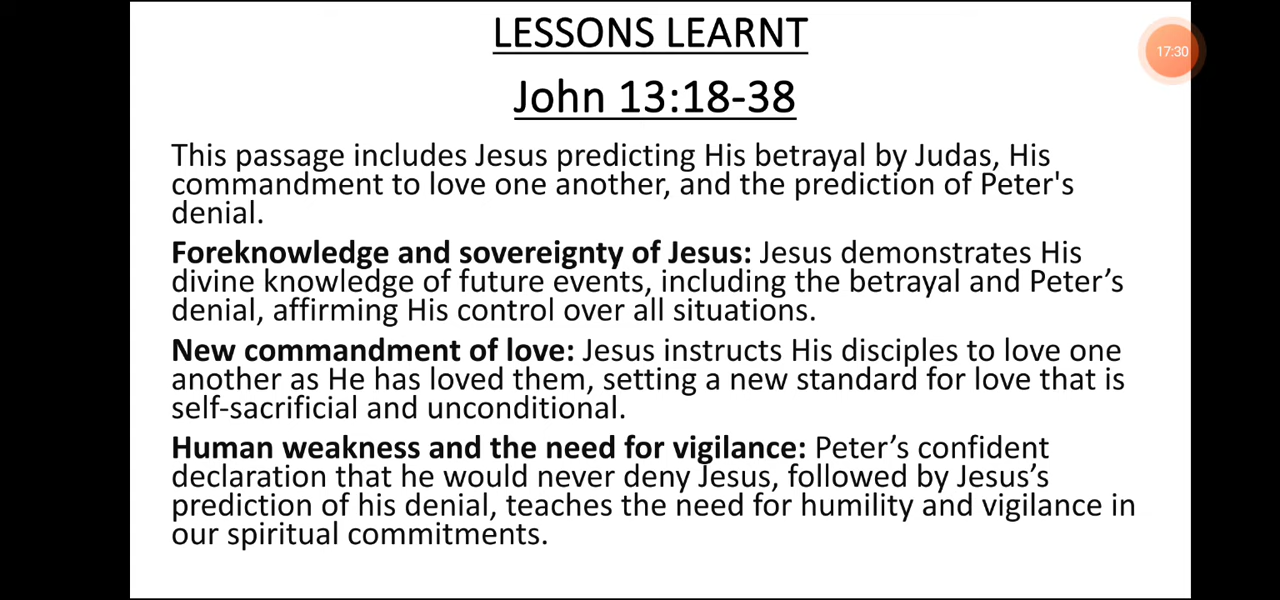 LESSONS LEARNT
17:30
John 13:18-38
This passage includes Jesus predicting His betrayal by Judas, His
commandment to love one another, and the prediction of Peter's
denial.
Foreknowledge and sovereignty of Jesus: Jesus demonstrates His
divine knowledge of future events, including the betrayal and Peter’s
denial, affirming His control over all situations.
New commandment of love: Jesus instructs His disciples to love one
another as He has loved them, setting a new standard for love that is
self-sacrificial and unconditional.
Human weakness and the need for vigilance: Peter’s confident
declaration that he would never deny Jesus, followed by Jesus’s
prediction of his denial, teaches the need for humility and vigilance in
our spiritual commitments.